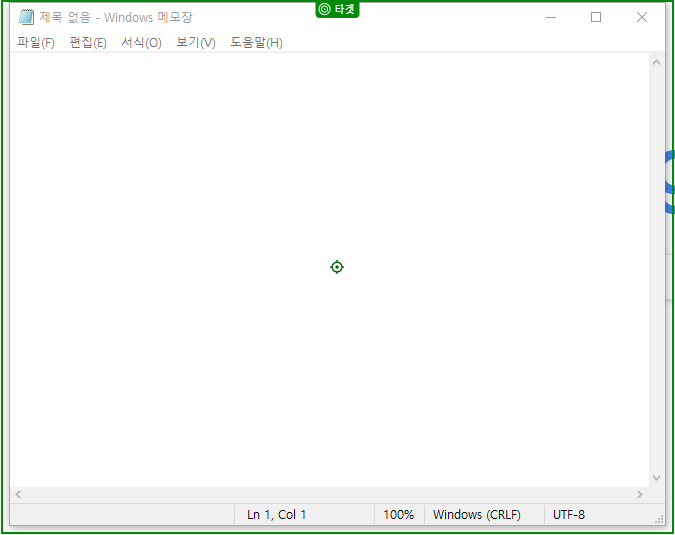 타겟
제목 없음 - Windows 메모장
파일(F) 편집(E) 서식(O) 보기(V) 도움말(H)
Ln 1, Col 1 100% Windows (CRLF) UTF-8